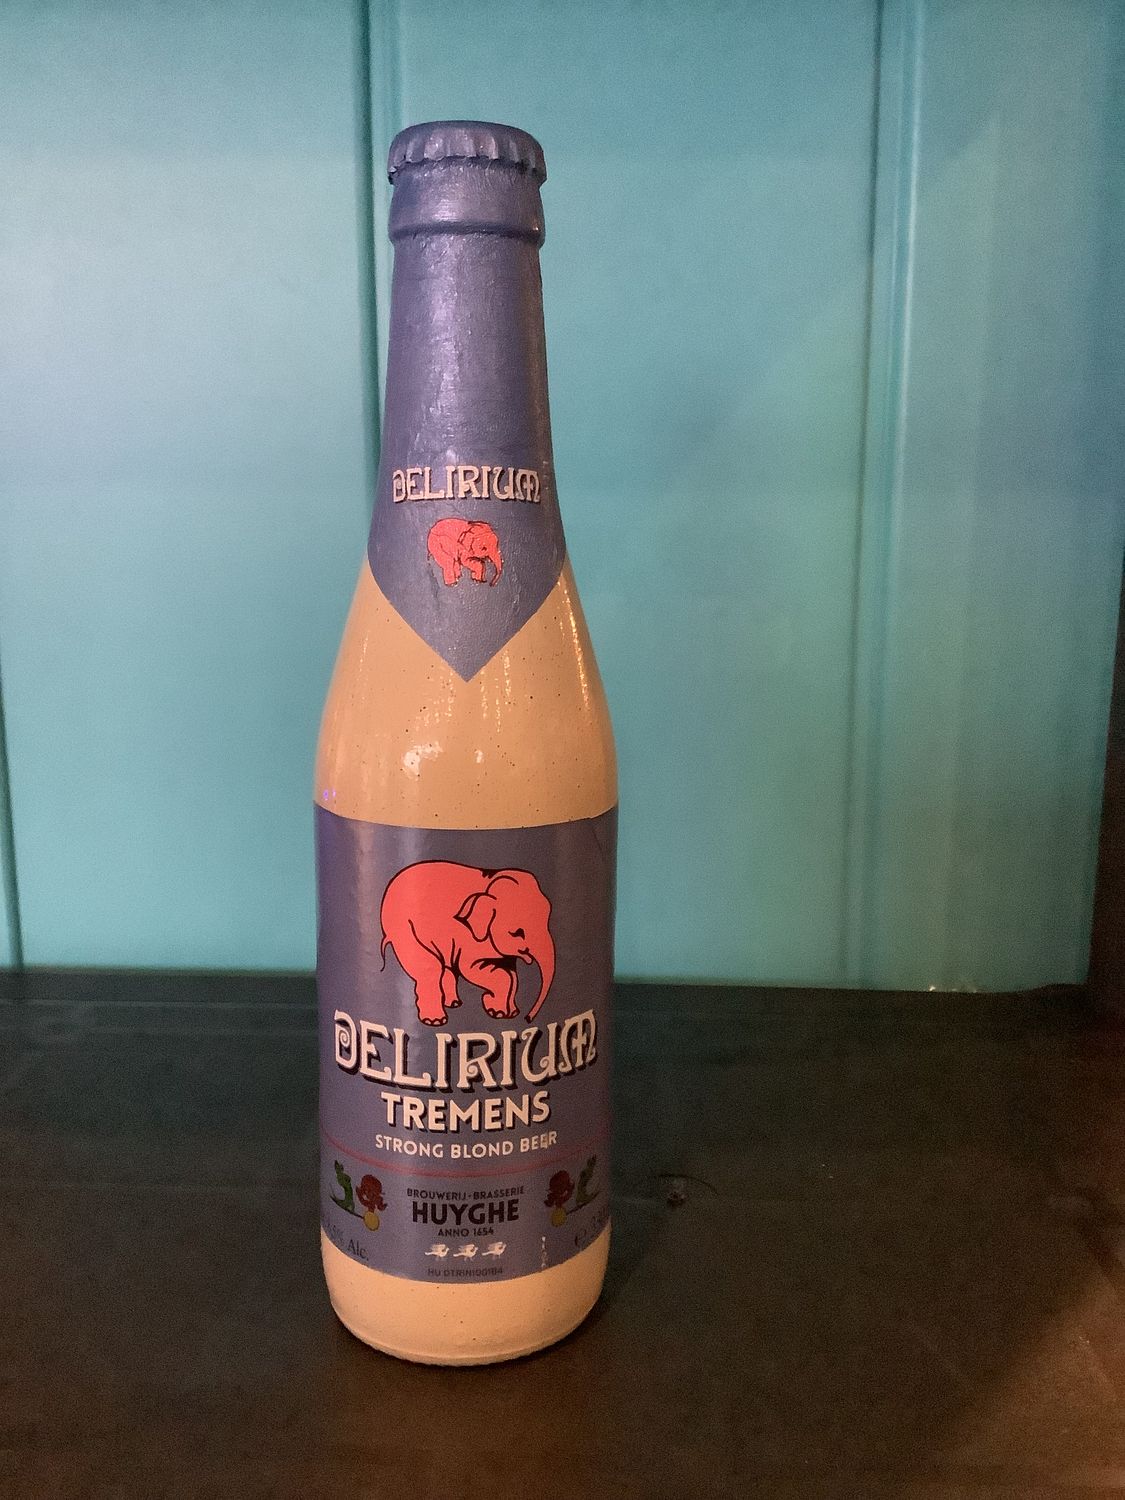 DELIRIUM
DELIRIUM
TREMENS
STRONG BLOND BEER
BROUWERIJ - BRASSERIE
HUYGHE
ANNO 1654
% Alc.